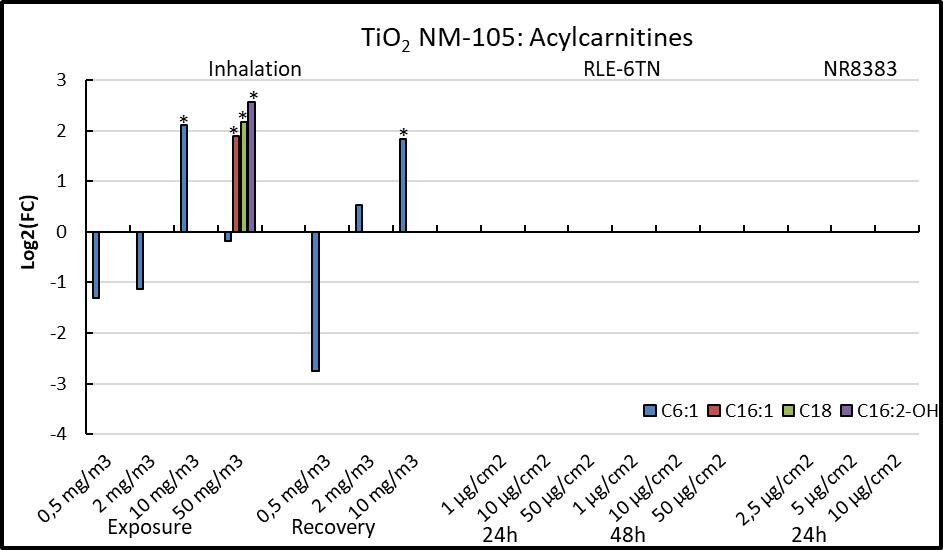 TiO2 NM-105: Acylcarnitines
Inhalation RLE-6TN NR8383
3
2
1
0
-1
-2
-3
-4
Log2(FC)
* * * * *
C6:1 C16:1 C18 C16:2-OH
0,5 mg/m3 2 mg/m3 10 mg/m3 50 mg/m3 0,5 mg/m3 2 mg/m3 10 mg/m3 1 µg/cm2 10 µg/cm2 50 µg/cm2 1 µg/cm2 10 µg/cm2 50 µg/cm2 2,5 µg/cm2 5 µg/cm2 10 µg/cm2
Exposure Recovery 24h 48h 24h